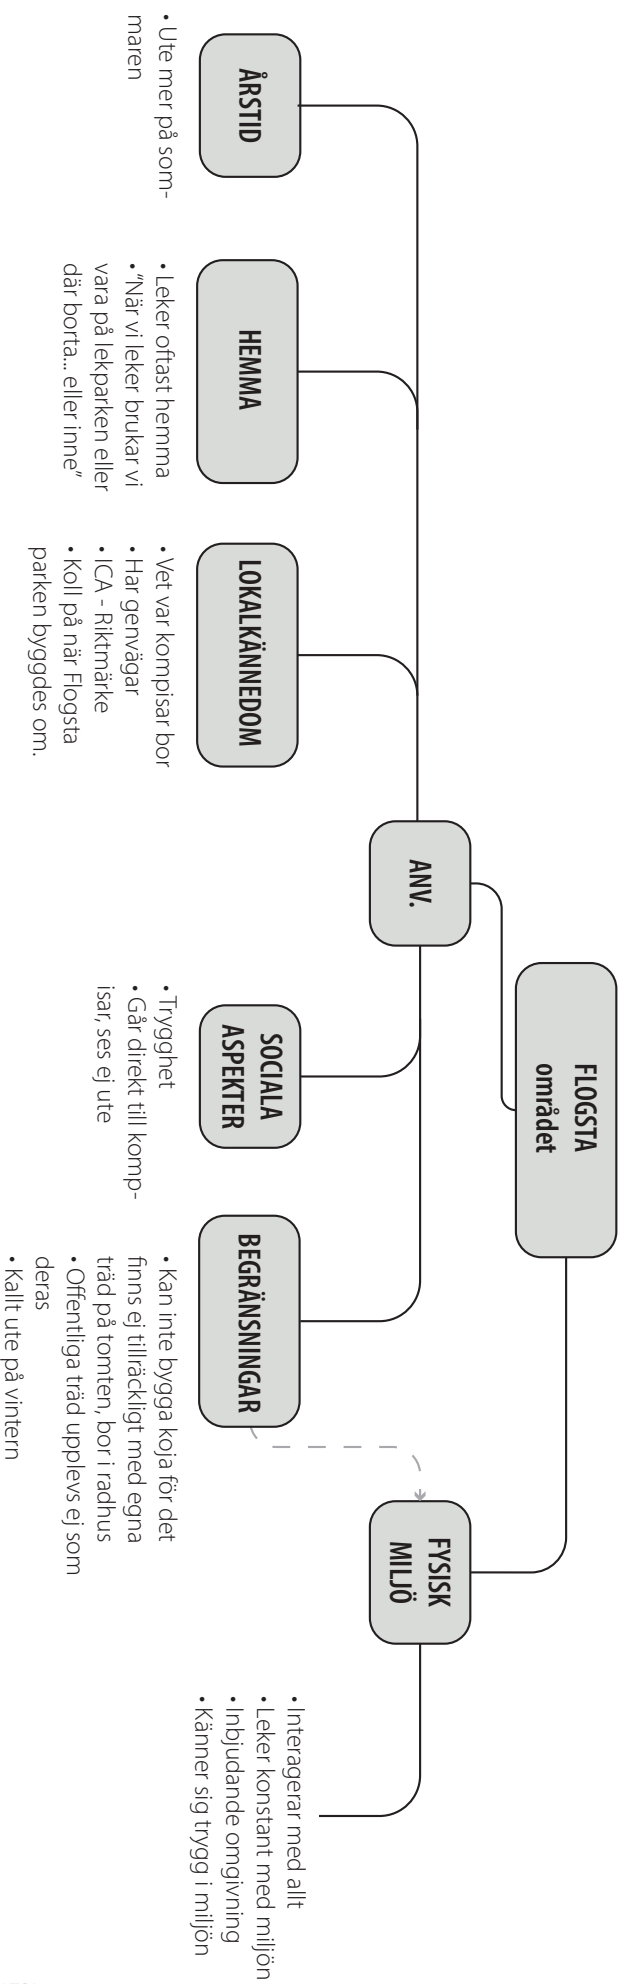 FLOGSTA
området
ANV.
FYSISK
MILJÖ
ÅRSTID
• Ute mer på som-
maren
HEMMA
• Leker oftast hemma
• "När vi leker brukar vi
vara på lekparken eller
där borta... eller inne"
LOKALKÄNNEDOM
• Vet var kompisar bor
• Har genvägar
• ICA - Riktmärke
• Koll på när Flogsta
parken byggdes om.
SOCIALA
ASPEKTER
• Trygghet
• Går direkt till komp-
isar, ses ej ute
BEGRÄNSNINGAR
• Kan inte bygga koja för det
finns ej tillräckligt med egna
träd på tomten, bor i radhus
• Offentliga träd upplevs ej som
deras
• Kallt ute på vintern
• Interagerar med allt
• Leker konstant med miljön
• Inbjudande omgivning
• Känner sig trygg i miljön